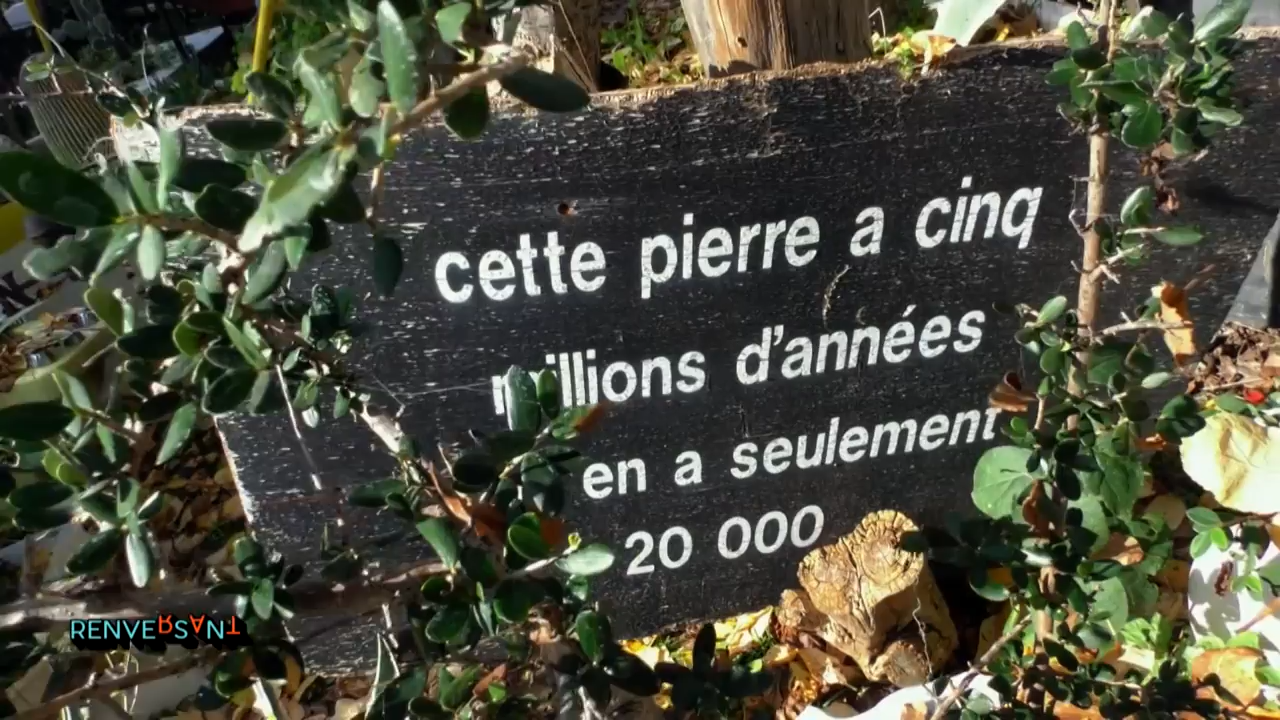 cette pierre a cinq
millions d'années
en a seulement
20 000
RENVERSANT